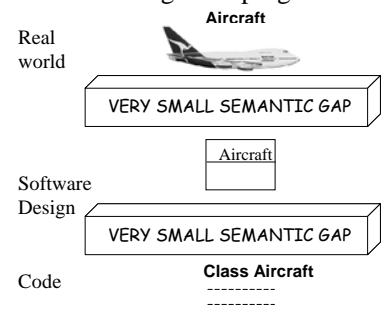 Aircraft
Real
world
VERY SMALL SEMANTIC GAP
Aircraft
Software
Design
VERY SMALL SEMANTIC GAP
Class Aircraft
Code
----------
----------